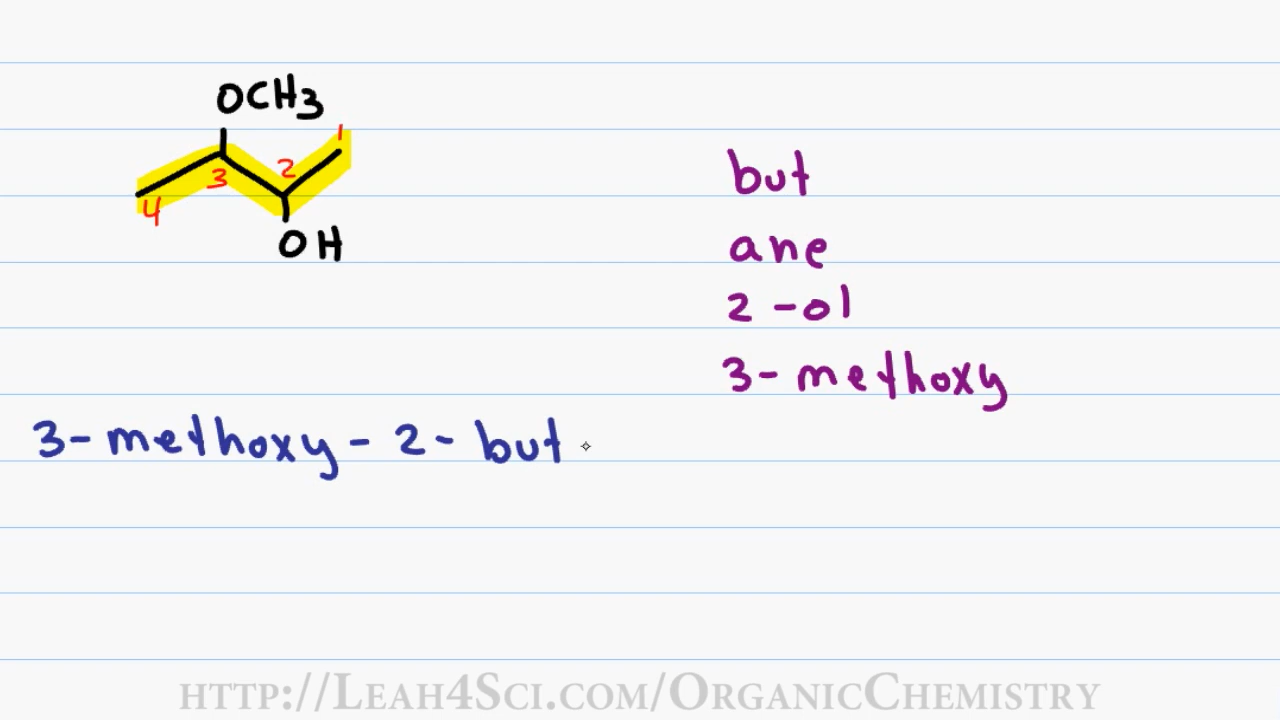 OCH3
1
2
3
4
OH
but
ane
2-ol
3-methoxy
3-methoxy-2-but
HTTP://LEAH4SCI.COM/ORGANICCHEMISTRY